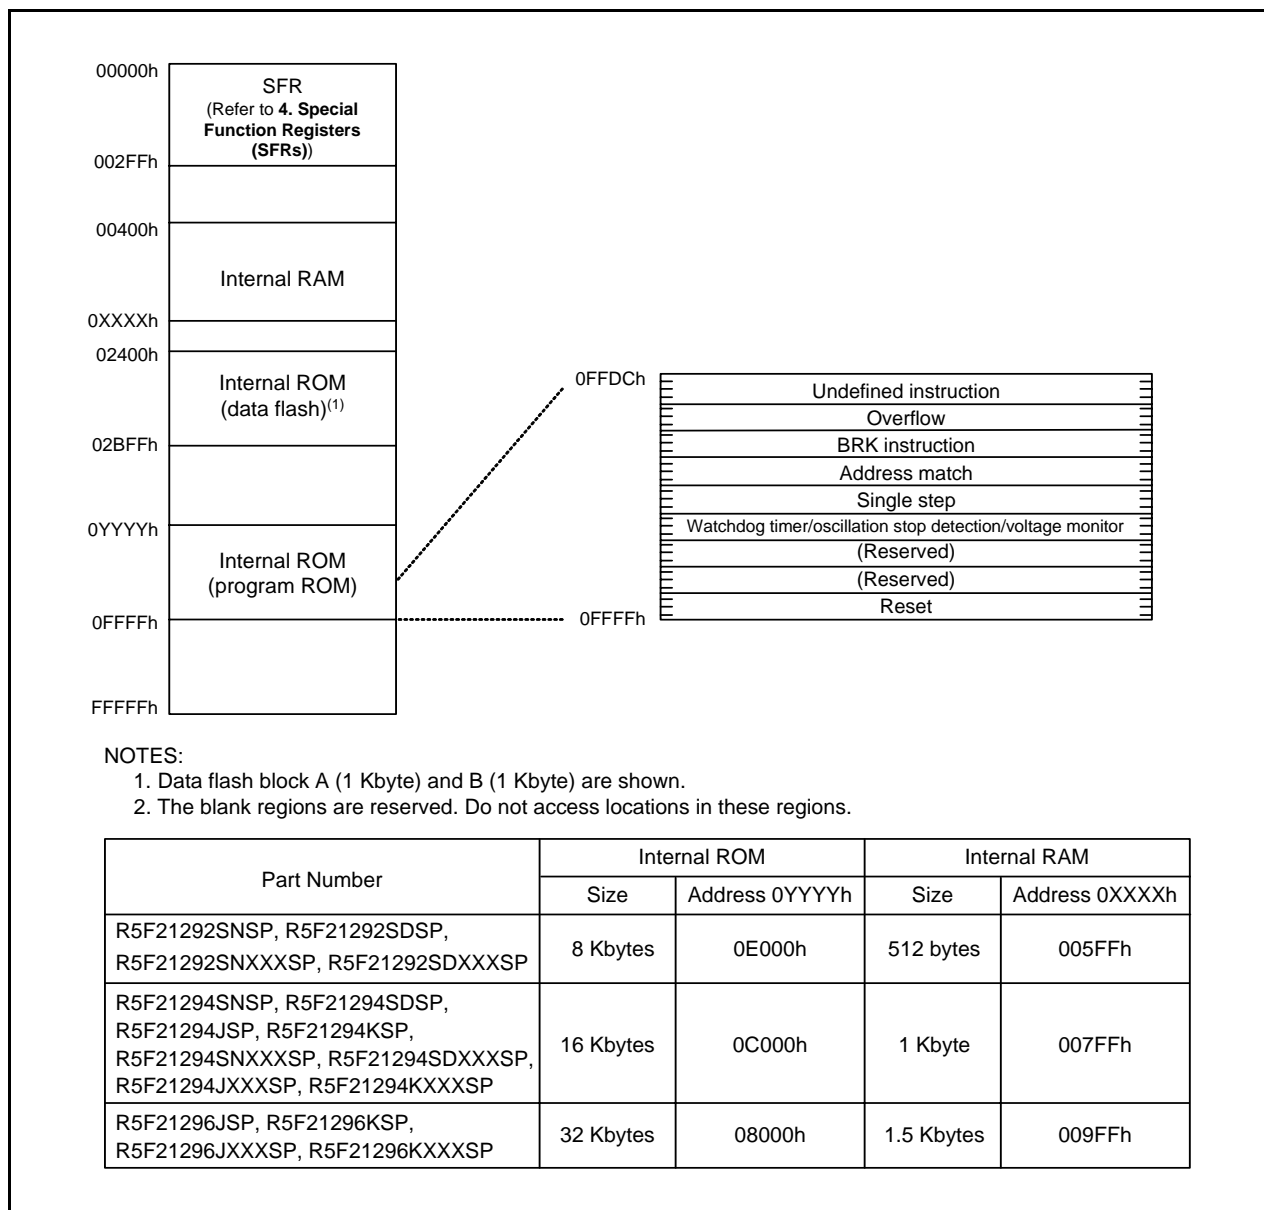 00000h
SFR
(Refer to 4. Special
Function Registers
(SFRs))
002FFh
00400h
Internal RAM
0XXXXh
02400h
Internal ROM
(data flash)(1)
02BFFh
0YYYYh
Internal ROM
(program ROM)
0FFFFh
FFFFFh
0FFDCh
Undefined instruction
Overflow
BRK instruction
Address match
Single step
Watchdog timer/oscillation stop detection/voltage monitor
(Reserved)
(Reserved)
Reset
0FFFFh
NOTES:
1. Data flash block A (1 Kbyte) and B (1 Kbyte) are shown.
2. The blank regions are reserved. Do not access locations in these regions.
Part Number
Internal ROM
Internal RAM
Size
Address 0YYYYh
Size
Address 0XXXXh
R5F21292SNSP, R5F21292SDSP,
R5F21292SNXXXSP, R5F21292SDXXXSP
8 Kbytes
0E000h
512 bytes
005FFh
R5F21294SNSP, R5F21294SDSP,
R5F21294JSP, R5F21294KSP,
R5F21294SNXXXSP, R5F21294SDXXXSP,
R5F21294JXXXSP, R5F21294KXXXSP
16 Kbytes
0C000h
1 Kbyte
007FFh
R5F21296JSP, R5F21296KSP,
R5F21296JXXXSP, R5F21296KXXXSP
32 Kbytes
08000h
1.5 Kbytes
009FFh